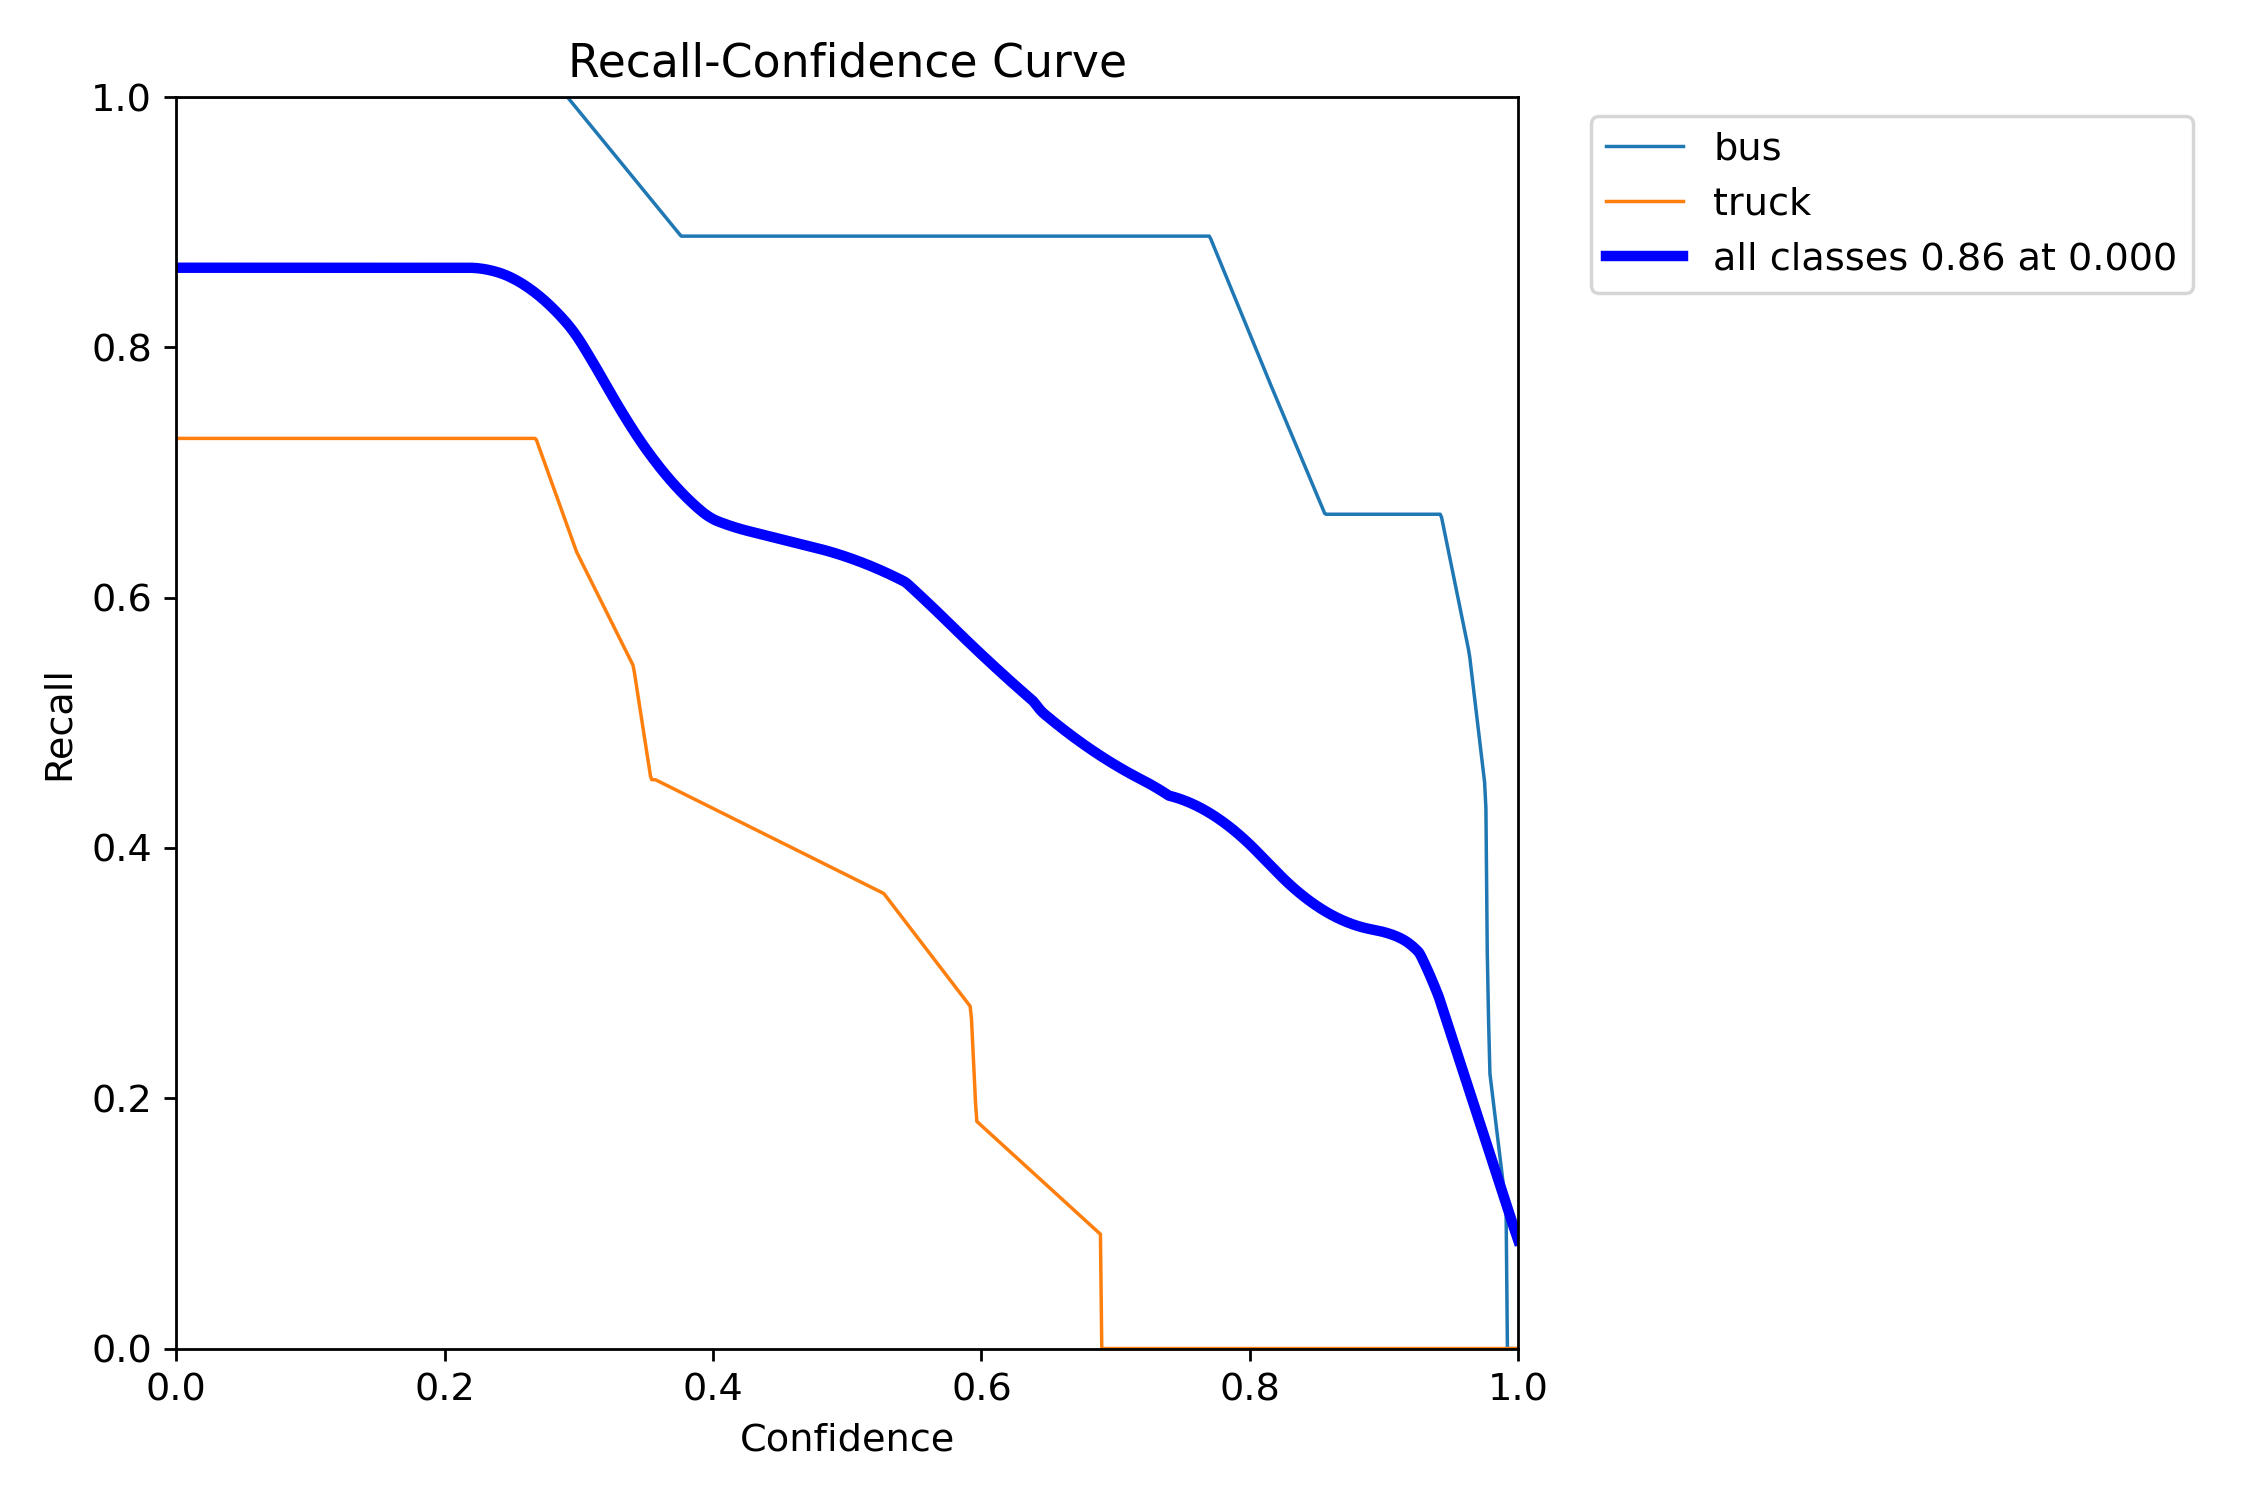 Recall-Confidence Curve
1.0
0.8
0.6
0.4
0.2
0.0
Recall
0.0 0.2 0.4 0.6 0.8 1.0
Confidence
bus
truck
all classes 0.86 at 0.000